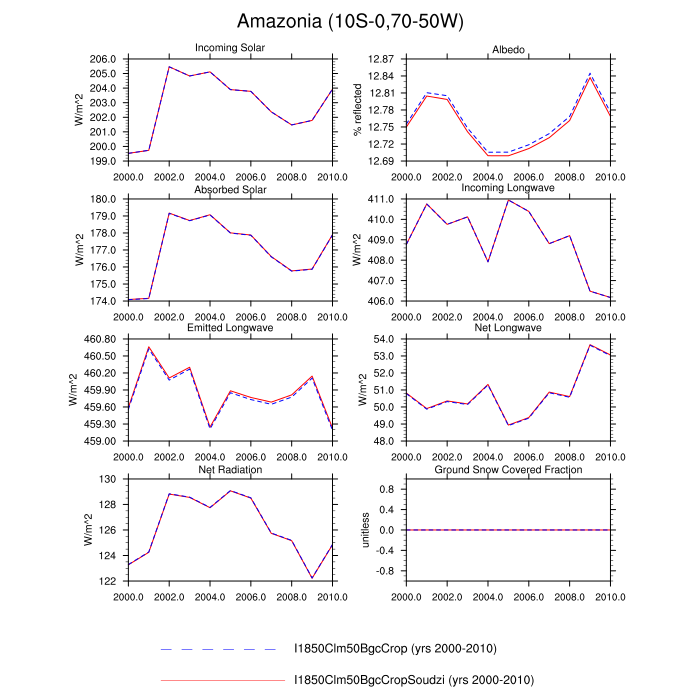 Amazonia (10S-0,70-50W)
Incoming Solar
W/m^2
206.0
205.0
204.0
203.0
202.0
201.0
200.0
199.0
2000.0 2002.0 2004.0 2006.0 2008.0 2010.0
Albedo
% reflected
12.87
12.84
12.81
12.78
12.75
12.72
12.69
2000.0 2002.0 2004.0 2006.0 2008.0 2010.0
Absorbed Solar
W/m^2
180.0
179.0
178.0
177.0
176.0
175.0
174.0
2000.0 2002.0 2004.0 2006.0 2008.0 2010.0
Incoming Longwave
W/m^2
411.0
410.0
409.0
408.0
407.0
406.0
2000.0 2002.0 2004.0 2006.0 2008.0 2010.0
Emitted Longwave
W/m^2
460.80
460.50
460.20
459.90
459.60
459.30
459.00
2000.0 2002.0 2004.0 2006.0 2008.0 2010.0
Net Longwave
W/m^2
54.0
53.0
52.0
51.0
50.0
49.0
48.0
2000.0 2002.0 2004.0 2006.0 2008.0 2010.0
Net Radiation
W/m^2
130
128
126
124
122
2000.0 2002.0 2004.0 2006.0 2008.0 2010.0
Ground Snow Covered Fraction
unitless
0.8
0.4
0.0
-0.4
-0.8
2000.0 2002.0 2004.0 2006.0 2008.0 2010.0
I1850Clm50BgcCrop (yrs 2000-2010)
I1850Clm50BgcCropSoudzi (yrs 2000-2010)